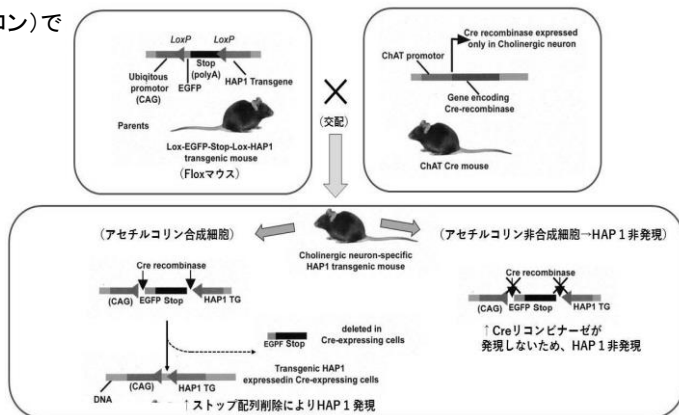 コン)で
LoxP
LoxP
Stop
(polyA)
HAP1 Transgene
Ubiqitous
promotor
(CAG)
EGFP
Parents
Lox-EGFP-Stop-Lox-HAP1
transgenic mouse
(Floxマウス)
(交配)
Cre recombinase expressed
only in Cholinergic neuron
ChAT promotor
Gene encoding
Cre-recombinase
ChAT Cre mouse
(アセチルコリン合成細胞)
Cre recombinase
(CAG)
EGFP Stop
HAP1 TG
EGPF Stop
deleted in
Cre-expressing cells
Transgenic HAP1
expressedin Cre-expressing cells
(CAG)
HAP1 TG
DNA
↑ストップ配列削除によりHAP1発現
Cholinergic neuron-specific
HAP1 transgenic mouse
(アセチルコリン非合成細胞→HAP1非発現)
Cre recombinase
(CAG)
EGFP Stop
HAP1 TG
↑Creリコンビナーゼが
発現しないため、HAP1非発現